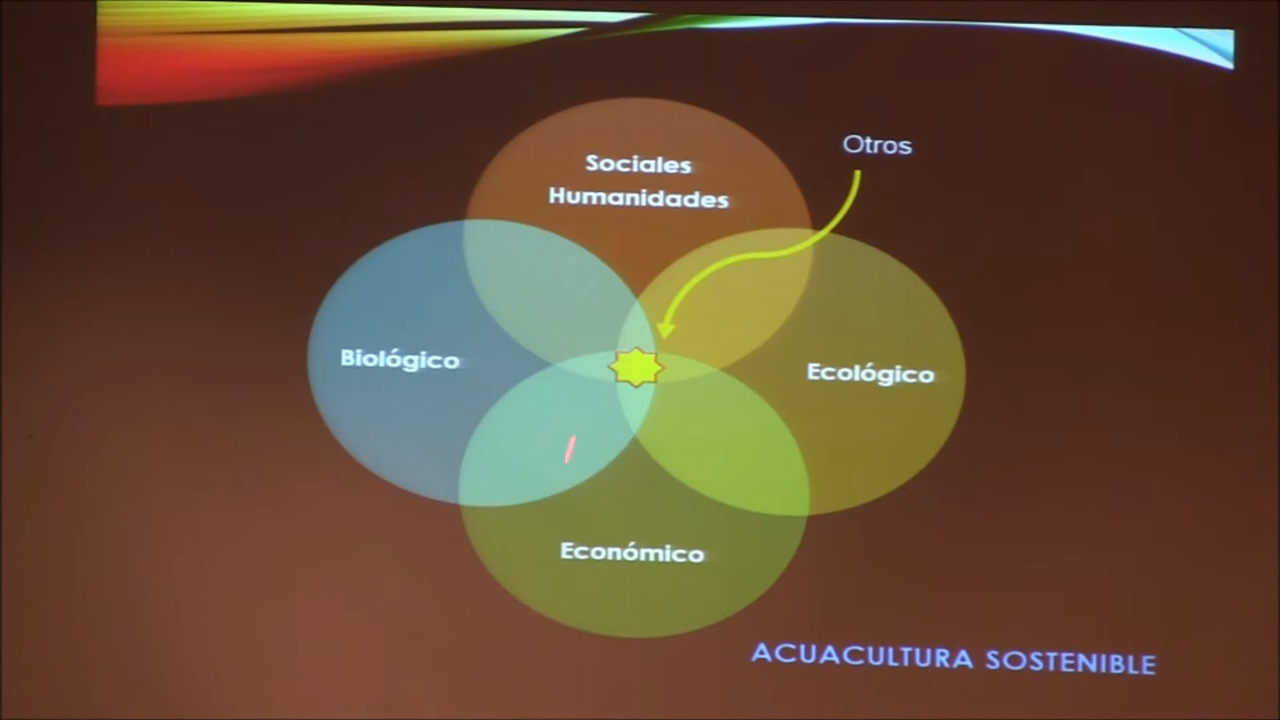 Sociales
Humanidades
Otros
Biológico
Ecológico
Económico
ACUACULTURA SOSTENIBLE